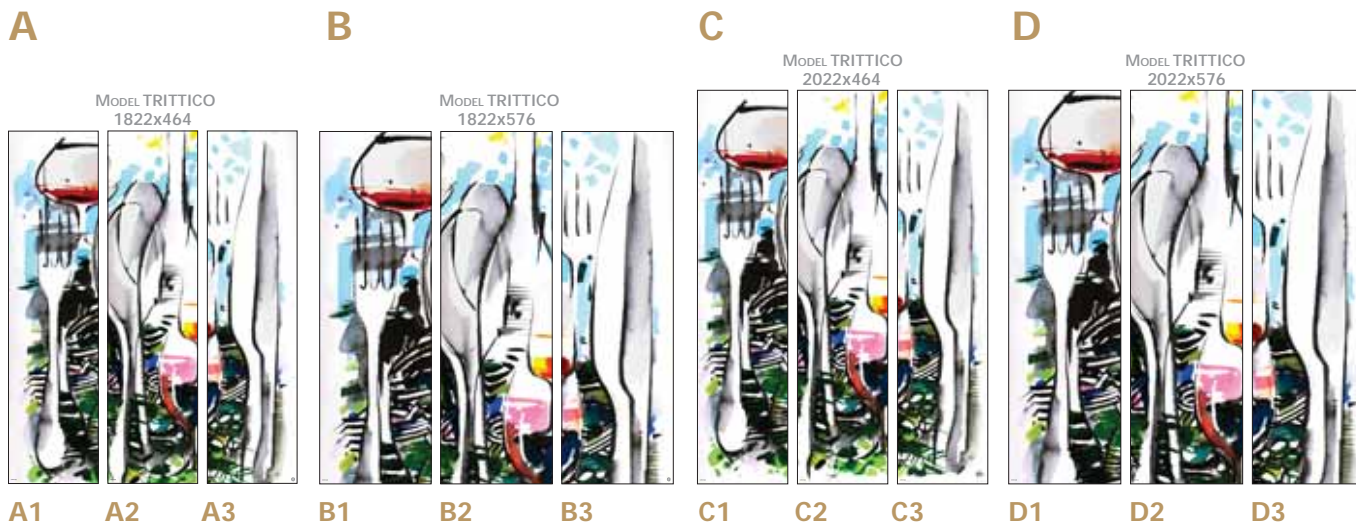 A
B
C
D
MODEL TRITTICO
1822x464
MODEL TRITTICO
1822x576
MODEL TRITTICO
2022x464
MODEL TRITTICO
2022x576
A1 A2 A3
B1 B2 B3
C1 C2 C3
D1 D2 D3